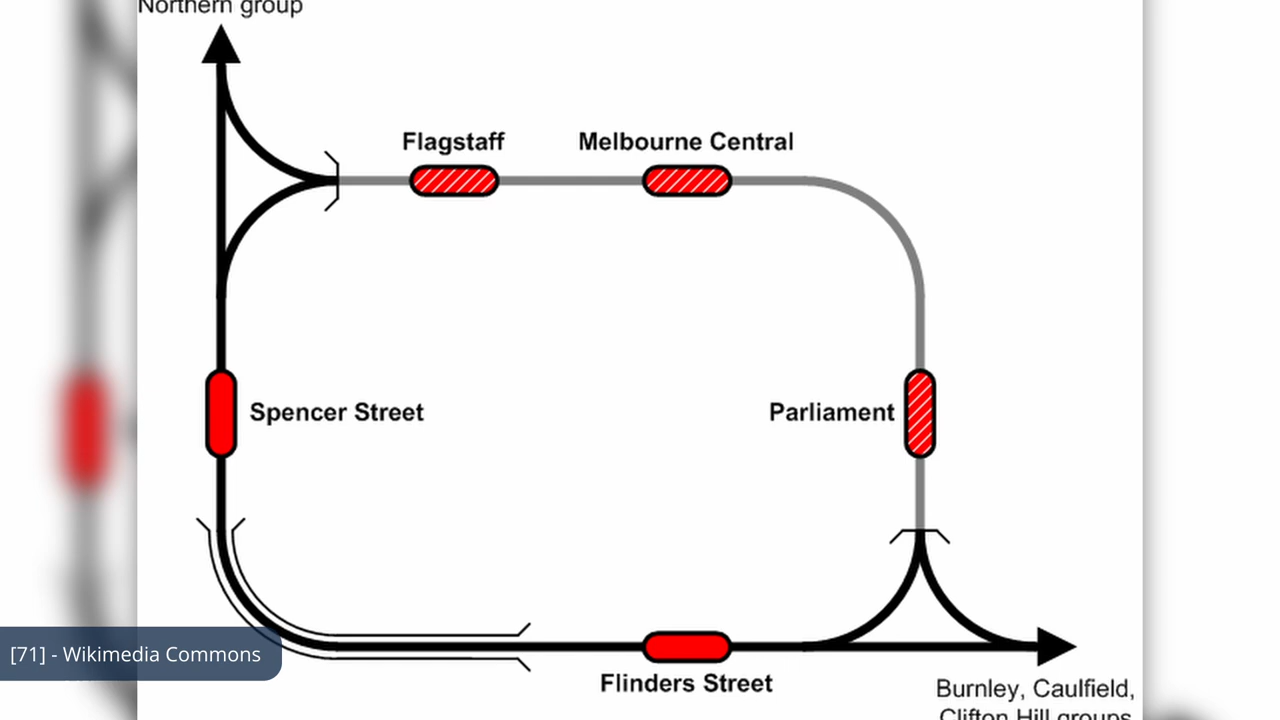 Northern group
Flagstaff
Melbourne Central
Spencer Street
Parliament
[71] - Wikimedia Commons
Flinders Street
Burnley, Caulfield,
Clifton Hill groups